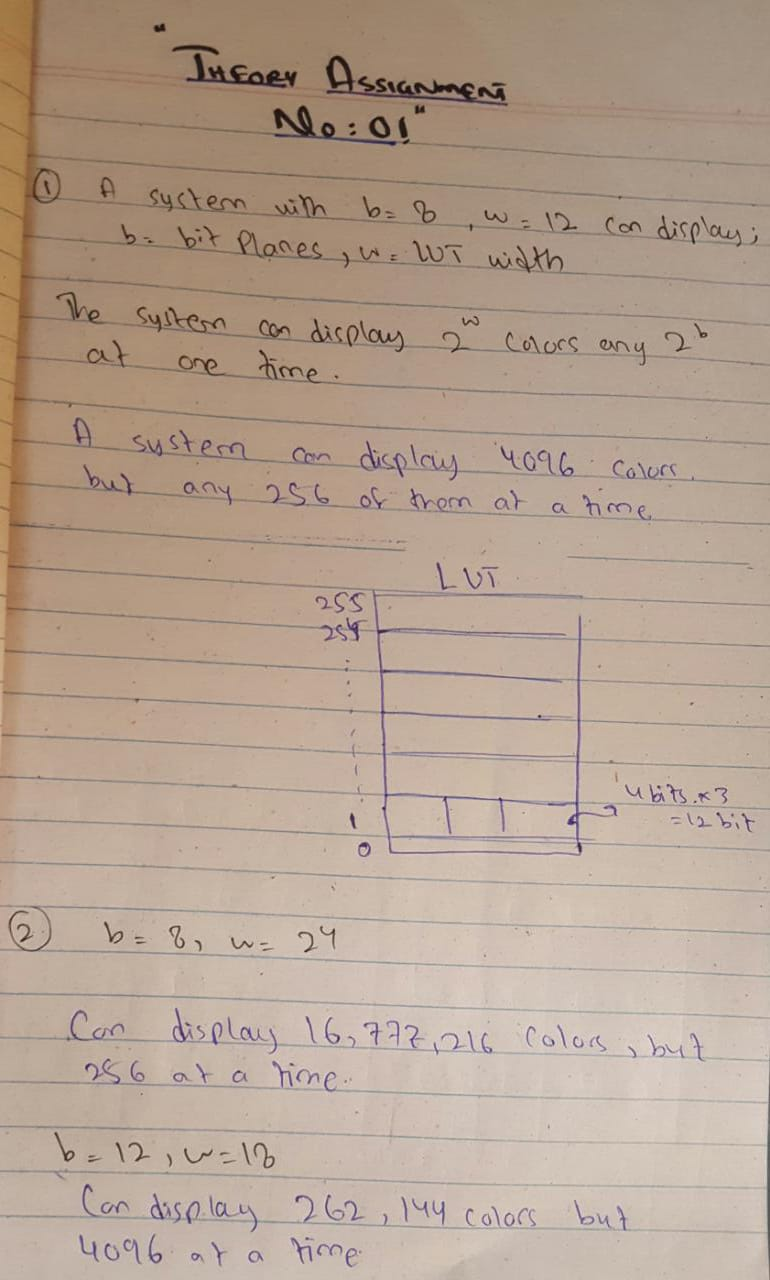 "THEORY ASSIGNMENT
No: 01"
① A system with b= 8, w= 12 can display;
b= bit Planes, w= LUT width
The system can display 2^w colors any 2^b
at one time.
A system can display 4096 colors.
but any 256 of them at a time
LUT
255
254
4 bits x3
= 12 bit
1
0
② b= 8, w= 24
Can display 16,777,216 colors, but
256 at a time.
b= 12, w=18
Can display 262,144 colors but
4096 at a time